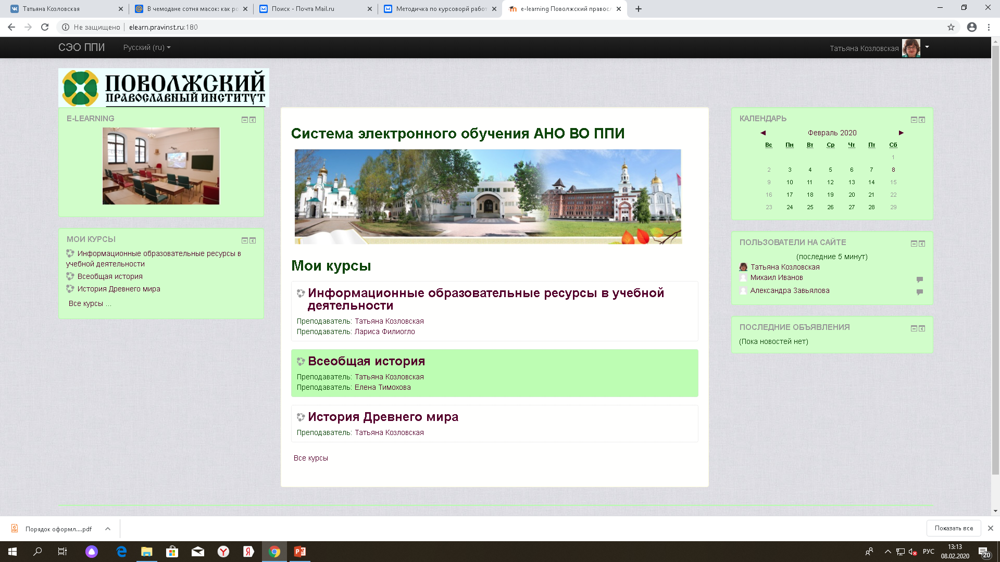 Татьяна Козловская
В чемодане сотня масок: как ро
Поиск - Почта Mail.ru
Методичка по курсоворй работ
e-learning Поволжский правосл
Не защищено
elearn.pravinst.ru:180
СЭО ППИ
Русский (ru)
Татьяна Козловская
ПОВОЛЖСКИЙ
ПРАВОСЛАВНЫЙ ИНСТИТУТ
E-LEARNING
МОИ КУРСЫ
Информационные образовательные ресурсы в
учебной деятельности
Всеобщая история
История Древнего мира
Все курсы ...
Система электронного обучения АНО ВО ППИ
Мои курсы
Информационные образовательные ресурсы в учебной
деятельности
Преподаватель: Татьяна Козловская
Преподаватель: Лариса Филиогло
Всеобщая история
Преподаватель: Татьяна Козловская
Преподаватель: Елена Тимохова
История Древнего мира
Преподаватель: Татьяна Козловская
Все курсы
КАЛЕНДАРЬ
Февраль 2020
Вс Пн Вт Ср Чт Пт Сб
1
2 3 4 5 6 7 8
9 10 11 12 13 14 15
16 17 18 19 20 21 22
23 24 25 26 27 28 29
ПОЛЬЗОВАТЕЛИ НА САЙТЕ
(последние 5 минут)
Татьяна Козловская
Михаил Иванов
Александра Завьялова
ПОСЛЕДНИЕ ОБЪЯВЛЕНИЯ
(Пока новостей нет)
Порядок оформл....pdf
Показать все
РУС
13:13
08.02.2020
20